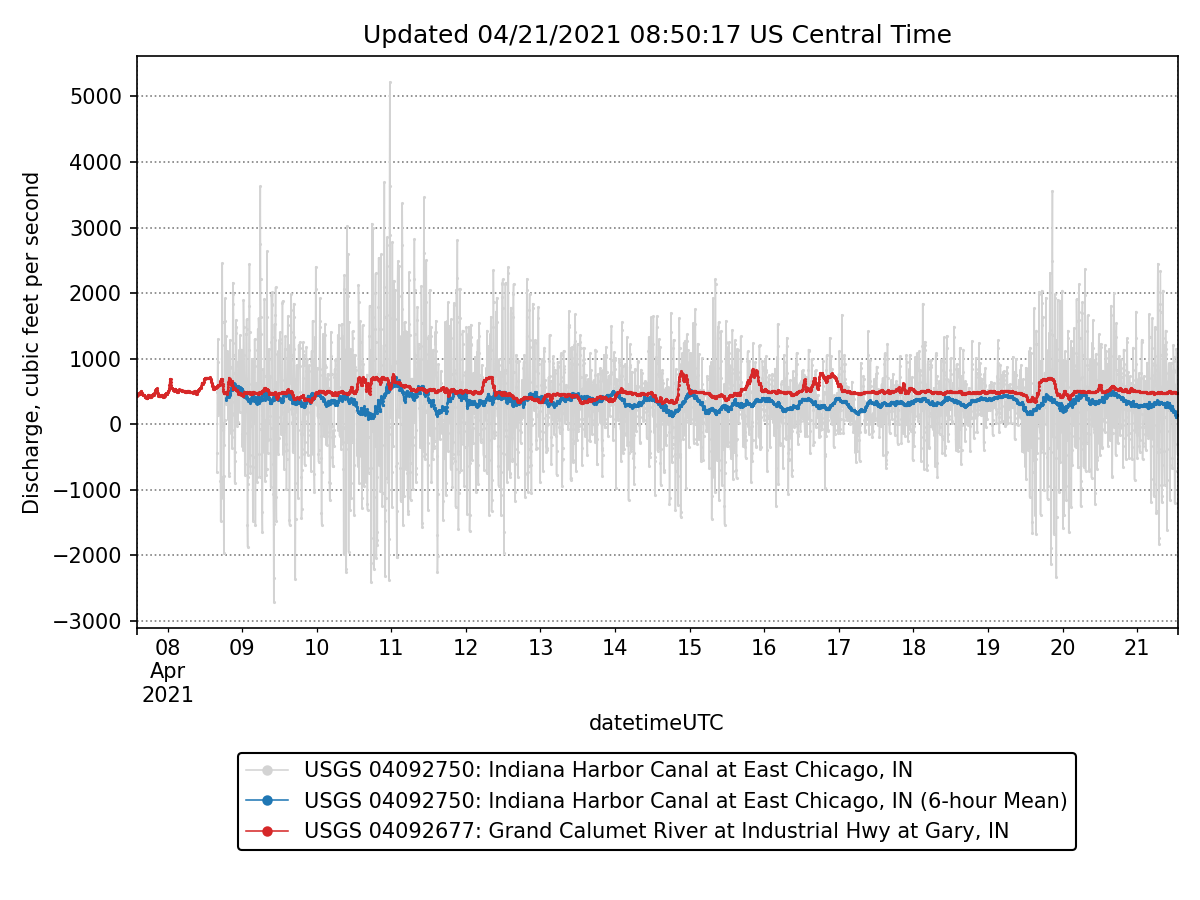 Updated 04/21/2021 08:50:17 US Central Time
Discharge, cubic feet per second
5000
4000
3000
2000
1000
0
−1000
−2000
−3000
08 09 10 11 12 13 14 15 16 17 18 19 20 21
Apr
2021
datetimeUTC
USGS 04092750: Indiana Harbor Canal at East Chicago, IN
USGS 04092750: Indiana Harbor Canal at East Chicago, IN (6-hour Mean)
USGS 04092677: Grand Calumet River at Industrial Hwy at Gary, IN